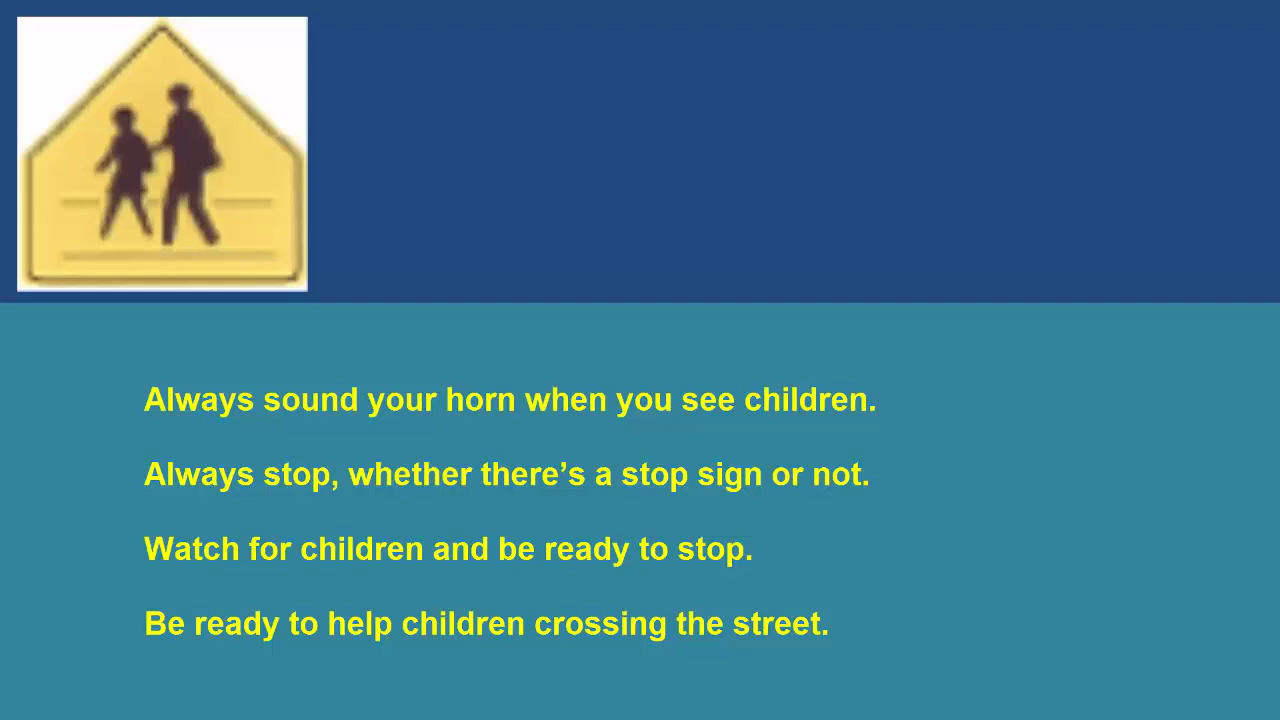 Always sound your horn when you see children.
Always stop, whether there’s a stop sign or not.
Watch for children and be ready to stop.
Be ready to help children crossing the street.